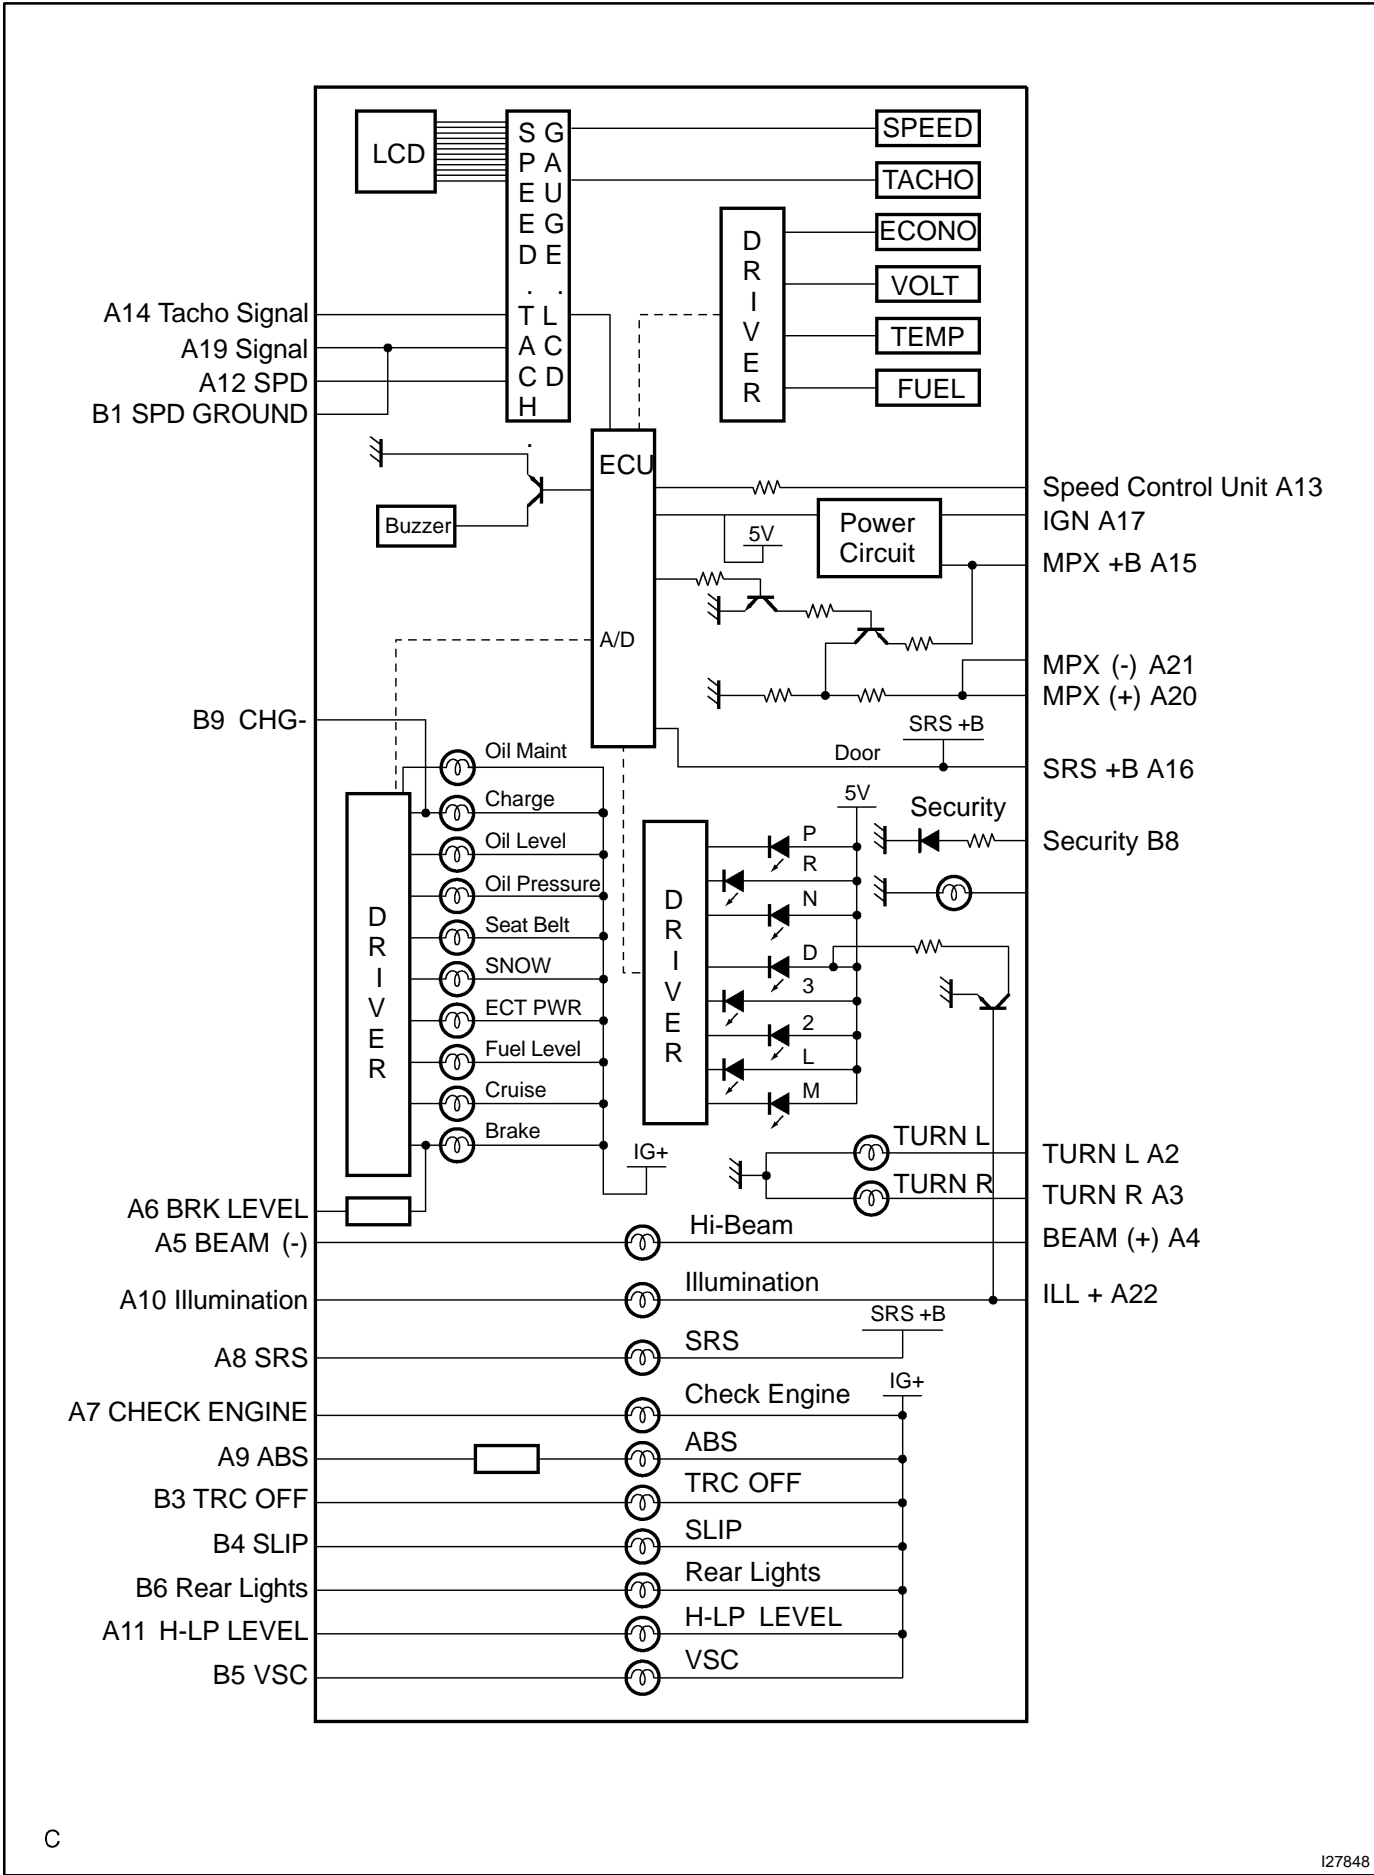 LCD
SPEED.TACH.
GAUGE.LCD
SPEED
TACHO
ECONO
VOLT
TEMP
FUEL
DRIVER
A14 Tacho Signal
A19 Signal
A12 SPD
B1 SPD GROUND
ECU
Buzzer
5V
Power
Circuit
Speed Control Unit A13
IGN A17
MPX +B A15
A/D
MPX (-) A21
MPX (+) A20
B9 CHG-
SRS +B
Door
SRS +B A16
Oil Maint
Charge
Oil Level
Oil Pressure
Seat Belt
SNOW
ECT PWR
Fuel Level
Cruise
Brake
DRIVER
IG+
DRIVER
5V
P
R
N
D
3
2
L
M
Security
Security B8
TURN L
TURN R
TURN L A2
TURN R A3
A6 BRK LEVEL
A5 BEAM (-)
Hi-Beam
BEAM (+) A4
A10 Illumination
Illumination
ILL + A22
SRS +B
A8 SRS
SRS
IG+
A7 CHECK ENGINE
Check Engine
A9 ABS
ABS
B3 TRC OFF
TRC OFF
B4 SLIP
SLIP
B6 Rear Lights
Rear Lights
A11 H-LP LEVEL
H-LP LEVEL
B5 VSC
VSC
C
I27848